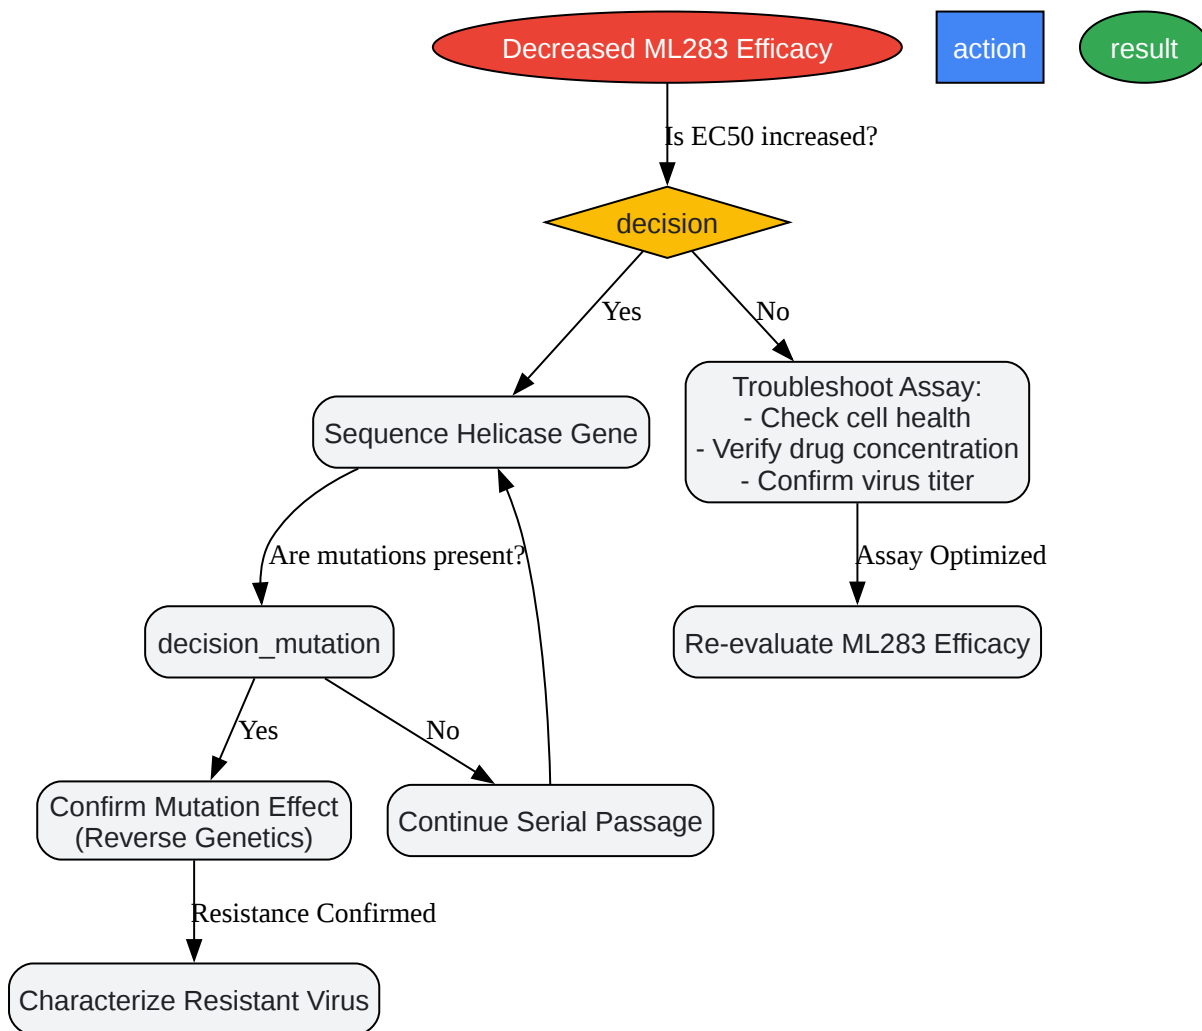 Decreased ML283 Efficacy
action
result
Is EC50 increased?
decision
Yes
No
Sequence Helicase Gene
Troubleshoot Assay:
- Check cell health
- Verify drug concentration
- Confirm virus titer
Are mutations present?
Assay Optimized
decision_mutation
Re-evaluate ML283 Efficacy
Yes
No
Confirm Mutation Effect
(Reverse Genetics)
Continue Serial Passage
Resistance Confirmed
Characterize Resistant Virus